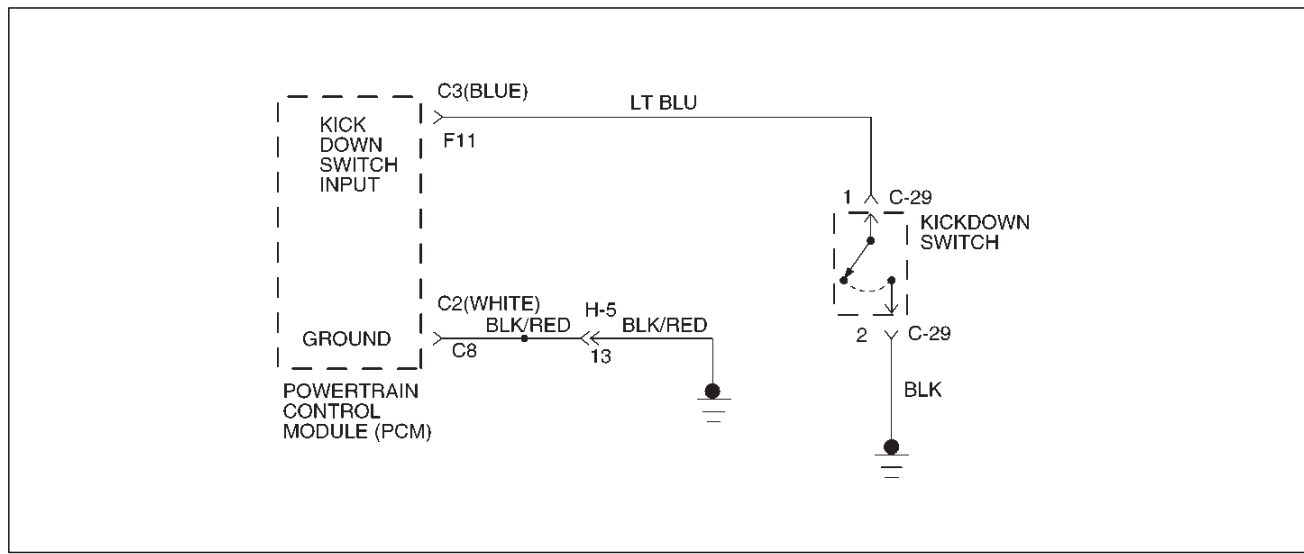 C3(BLUE)
LT BLU
KICK
DOWN
SWITCH
INPUT
F11
1
C-29
KICKDOWN
SWITCH
C2(WHITE)
H-5
BLK/RED
BLK/RED
GROUND
C8
13
2
C-29
POWERTRAIN
CONTROL
MODULE (PCM)
BLK